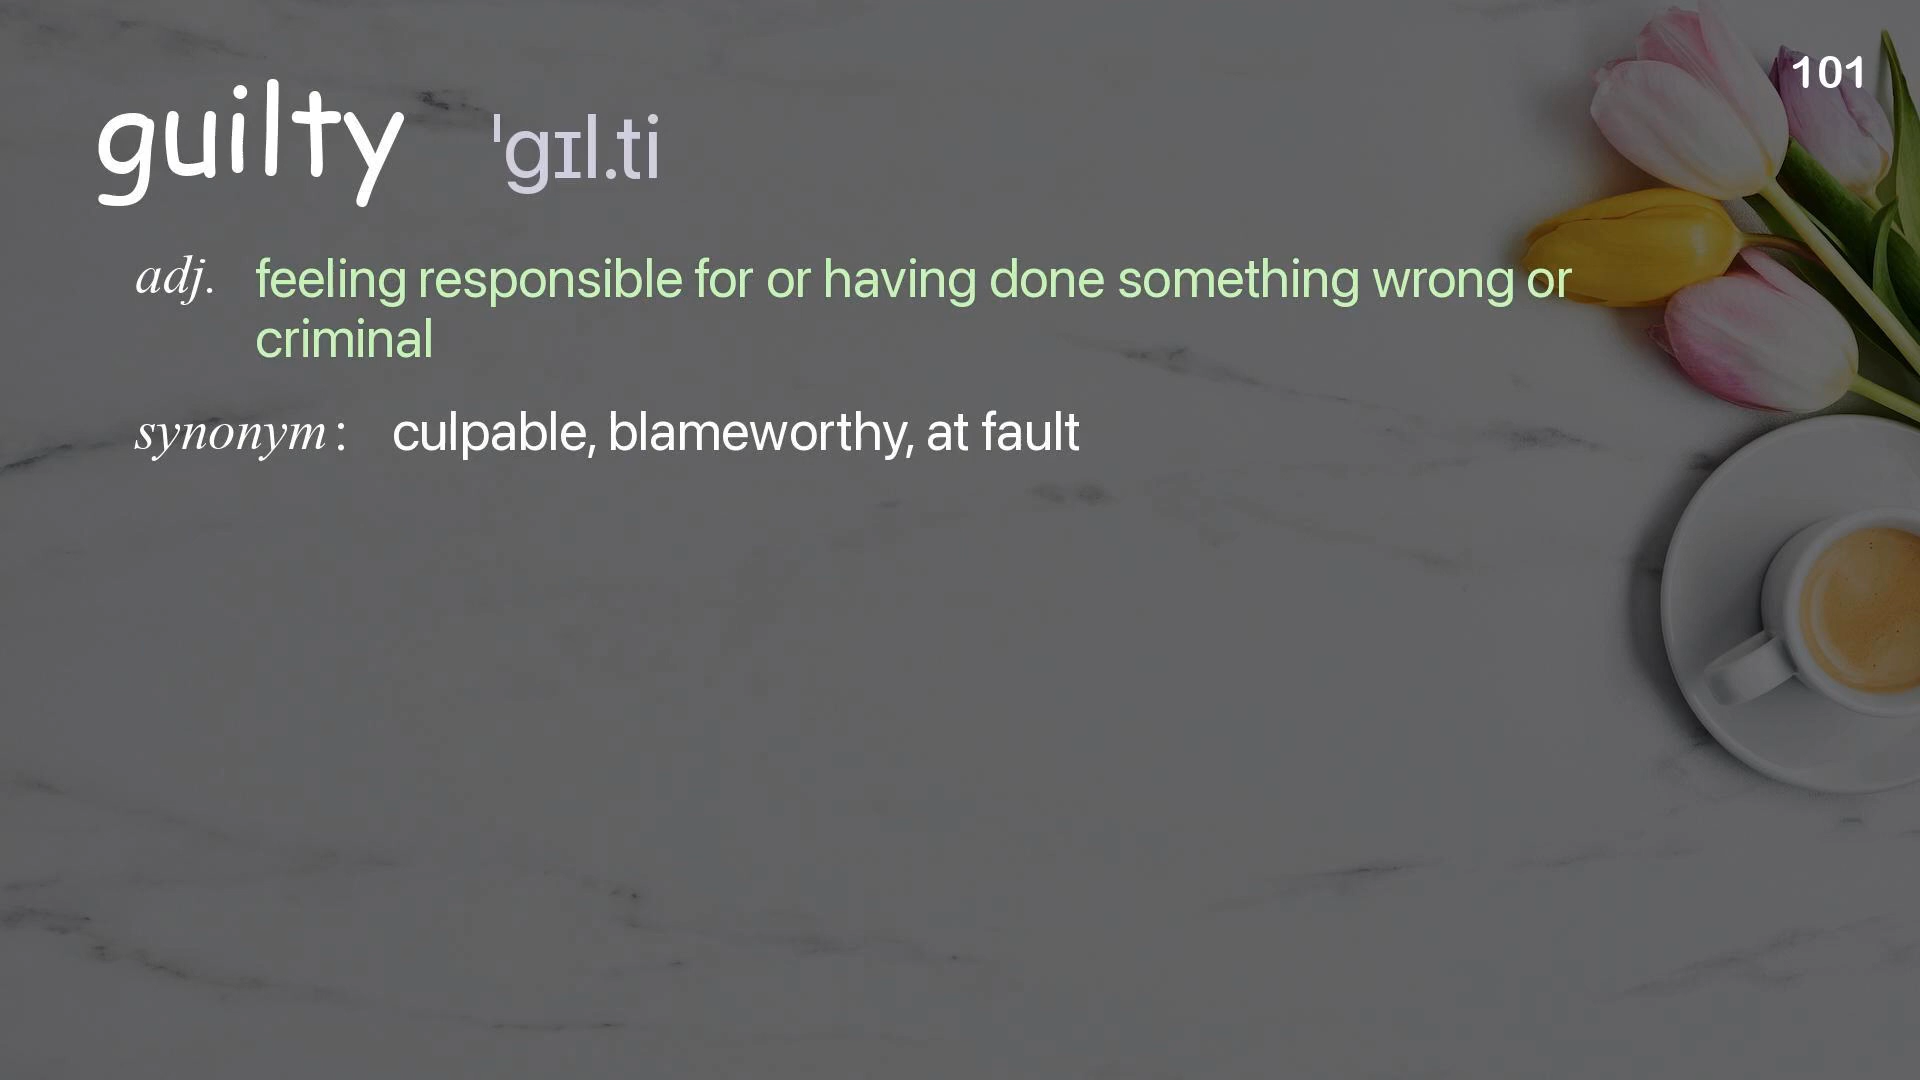 101
guilty ˈɡɪl.ti
adj. feeling responsible for or having done something wrong or
criminal
synonym: culpable, blameworthy, at fault